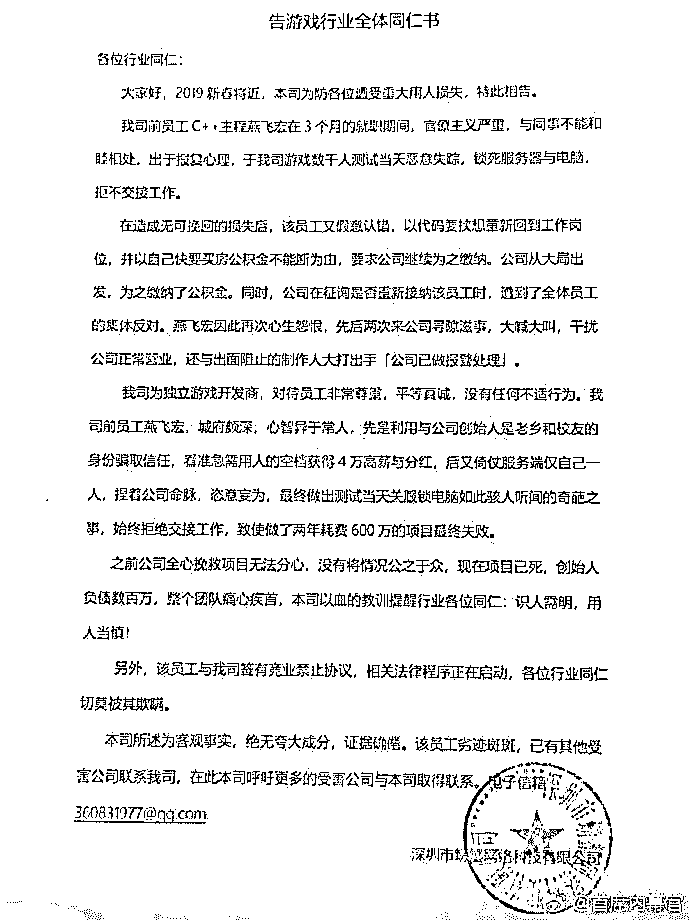 告游戏行业全体同仁书
各位行业同仁：
大家好，2019新春将近，本司为防各位遭受重大用人损失，特此相告。
我司前员工C++主程燕飞宏在3个月的就职期间，官僚主义严重，与同事不能和
睦相处，出于报复心理，于我司游戏数千人测试当天恶意失踪，锁死服务器与电脑，
拒不交接工作。
在造成无可挽回的损失后，该员工又假意认错，以代码要挟想重新回到工作岗
位，并以自己快要买房公积金不能断为由，要求公司继续为之缴纳。公司从大局出
发，为之缴纳了公积金。同时，公司在征询是否重新接纳该员工时，遭到了全体员工
的集体反对。燕飞宏因此再次心生怨恨，先后两次来公司寻隙滋事，大喊大叫，干扰
公司正常营业，还与出面阻止的制作人大打出手「公司已做报警处理」。
我司为独立游戏开发商，对待员工非常尊重，平等真诚，没有任何不适行为。我
司前员工燕飞宏，城府颇深，心智异于常人，先是利用与公司创始人是老乡和校友的
身份骗取信任，看准急需用人的空档获得4万高薪与分红，后又倚仗服务端仅自己一
人，捏着公司命脉，恣意妄为，最终做出测试当天关服锁电脑如此骇人听闻的奇葩之
事，始终拒绝交接工作，致使做了两年耗费600万的项目最终失败。
之前公司全心挽救项目无法分心，没有将情况公之于众，现在项目已死，创始人
负债数百万，整个团队痛心疾首，本司以血的教训提醒行业各位同仁：识人需明，用
人当慎！
另外，该员工与我司签有竞业禁止协议，相关法律程序正在启动，各位行业同仁
切莫被其欺瞒。
本司所述为客观事实，绝无夸大成分，证据确凿。该员工劣迹斑斑，已有其他受
害公司联系我司，在此本司呼吁更多的受害公司与本司取得联系。电子信箱
360831977@qq.com
深圳市 网络科技有限公司
@首席内幕官